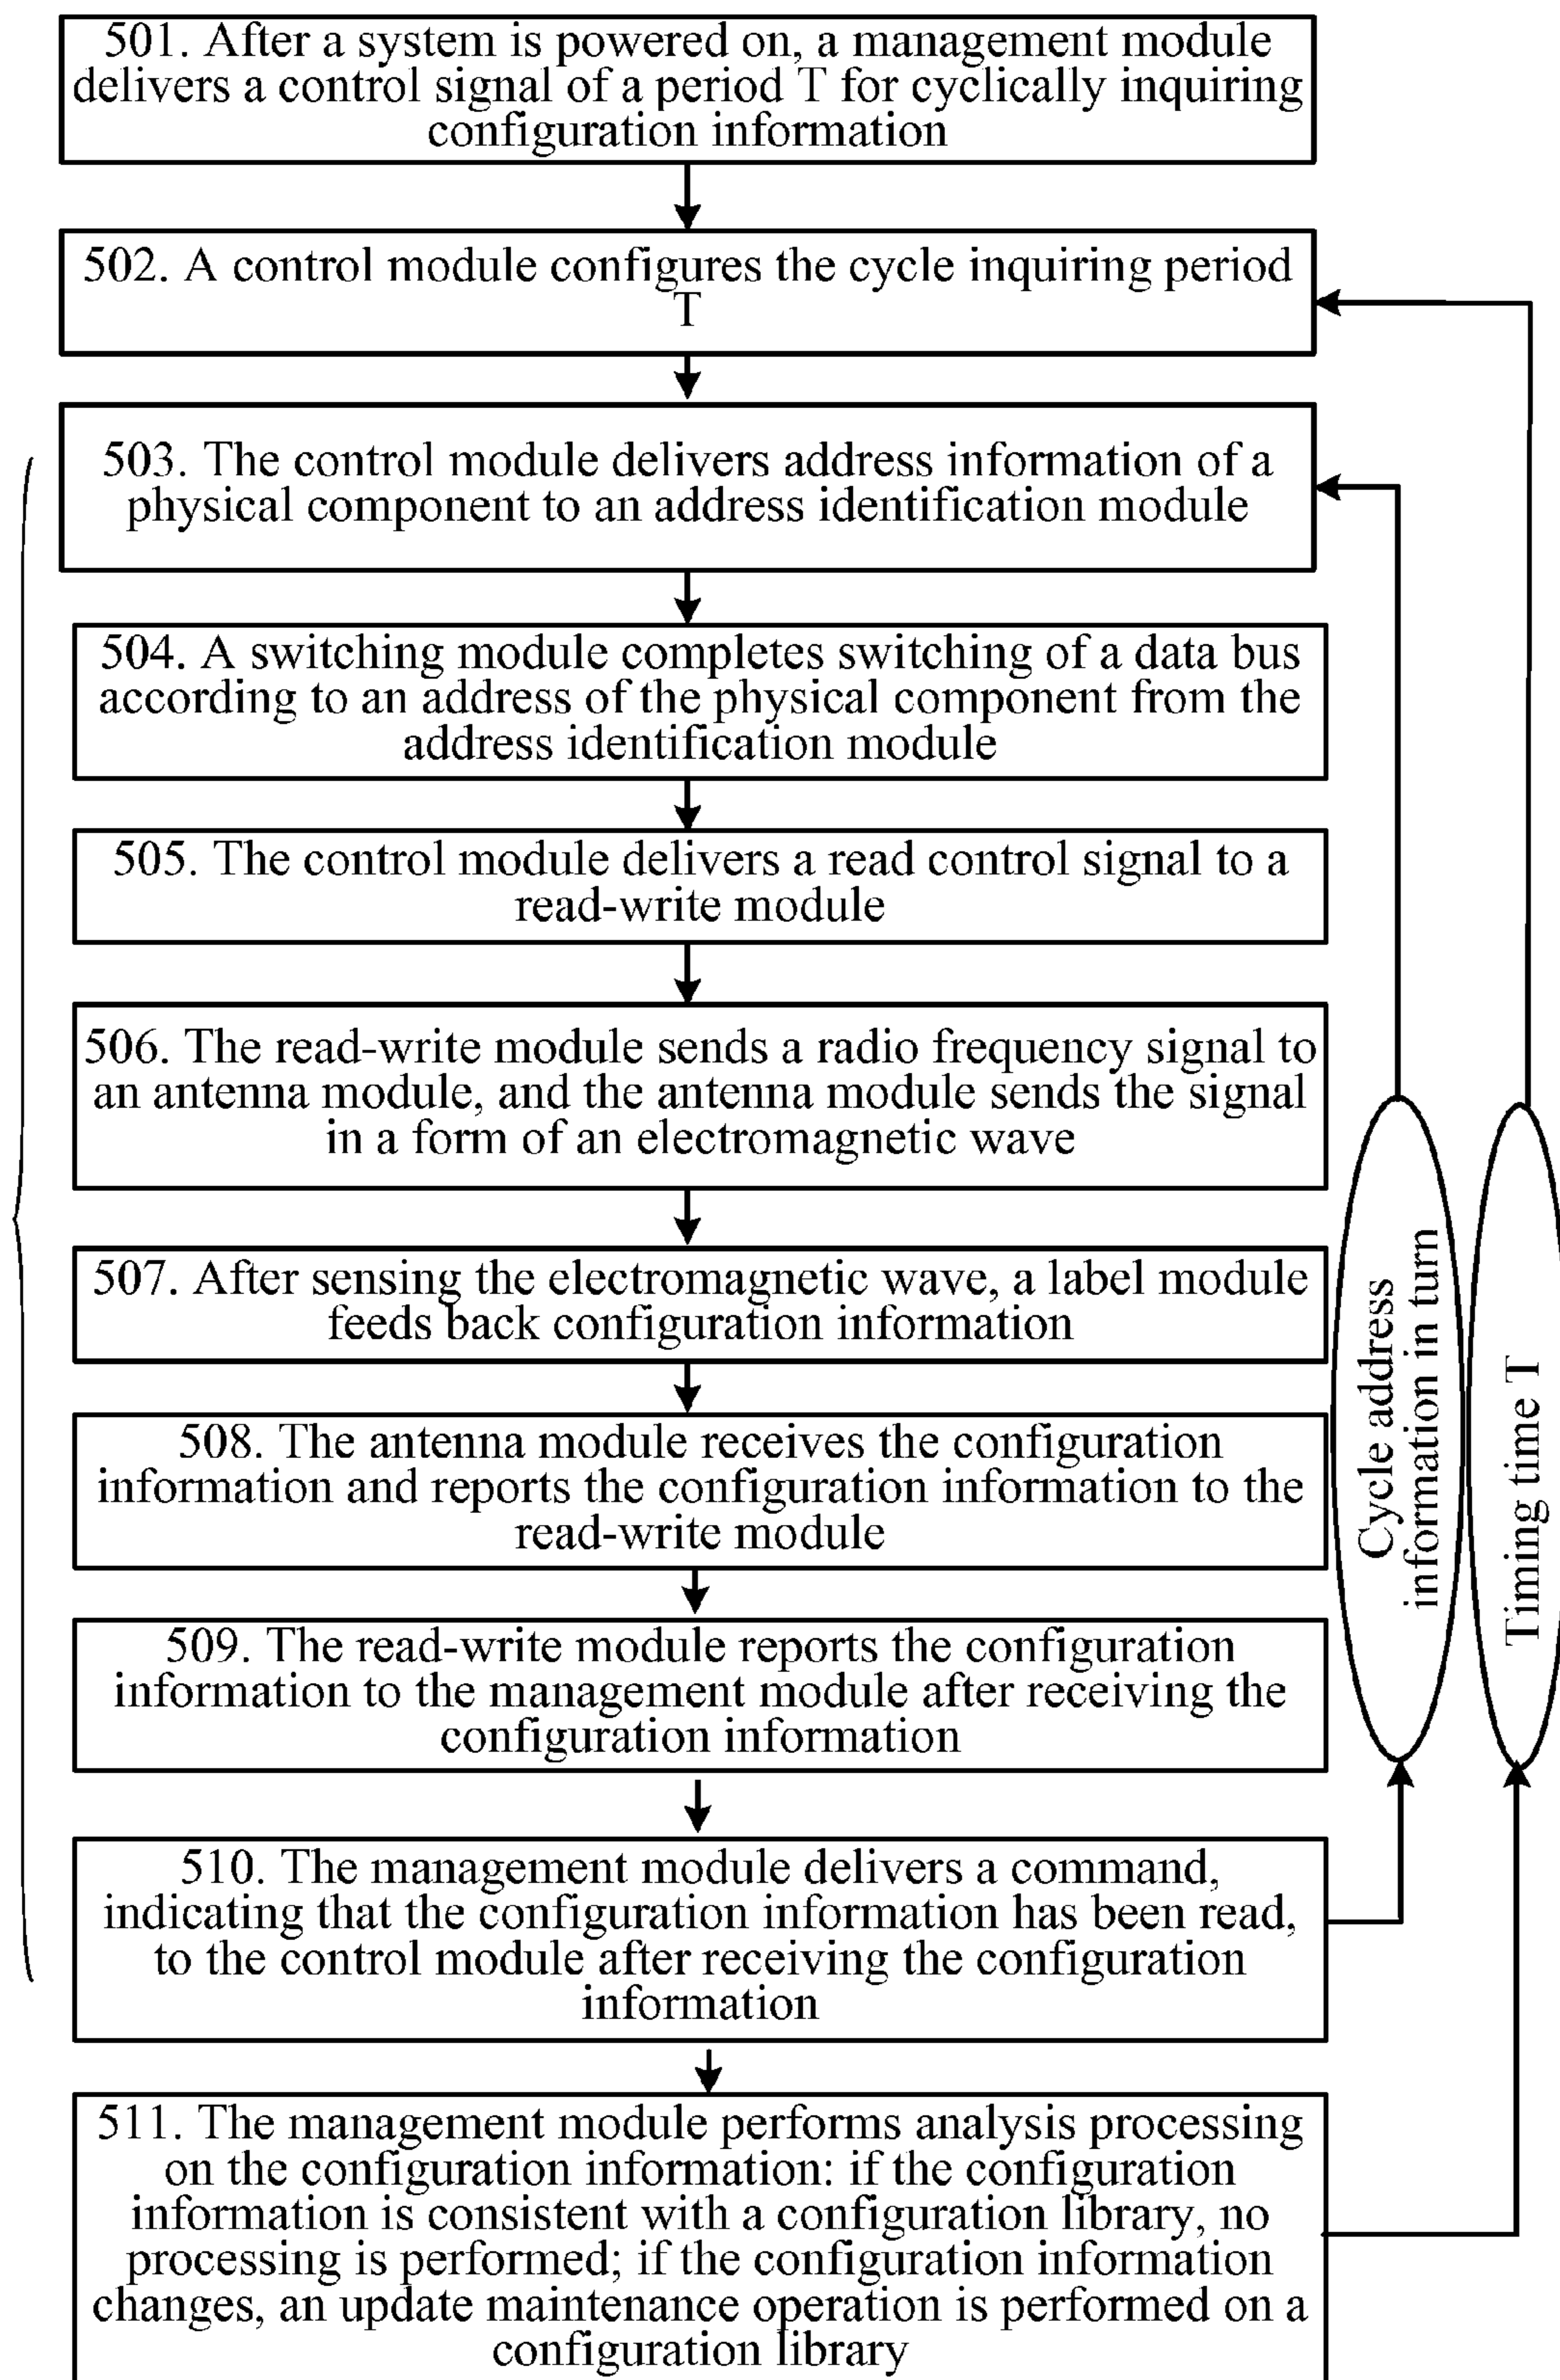 501. After a system is powered on, a management module
delivers a control signal of a period T for cyclically inquiring
configuration information
502. A control module configures the cycle inquiring period
T
503. The control module delivers address information of a
physical component to an address identification module
504. A switching module completes switching of a data bus
according to an address of the physical component from the
address identification module
505. The control module delivers a read control signal to a
read-write module
506. The read-write module sends a radio frequency signal to
an antenna module, and the antenna module sends the signal
in a form of an electromagnetic wave
507. After sensing the electromagnetic wave, a label module
feeds back configuration information
508. The antenna module receives the configuration
information and reports the configuration information to the
read-write module
509. The read-write module reports the configuration
information to the management module after receiving the
configuration information
510. The management module delivers a command,
indicating that the configuration information has been read,
to the control module after receiving the configuration
information
511. The management module performs analysis processing
on the configuration information: if the configuration
information is consistent with a configuration library, no
processing is performed; if the configuration information
changes, an update maintenance operation is performed on a
configuration library
Cycle address
information in turn
Timing time T